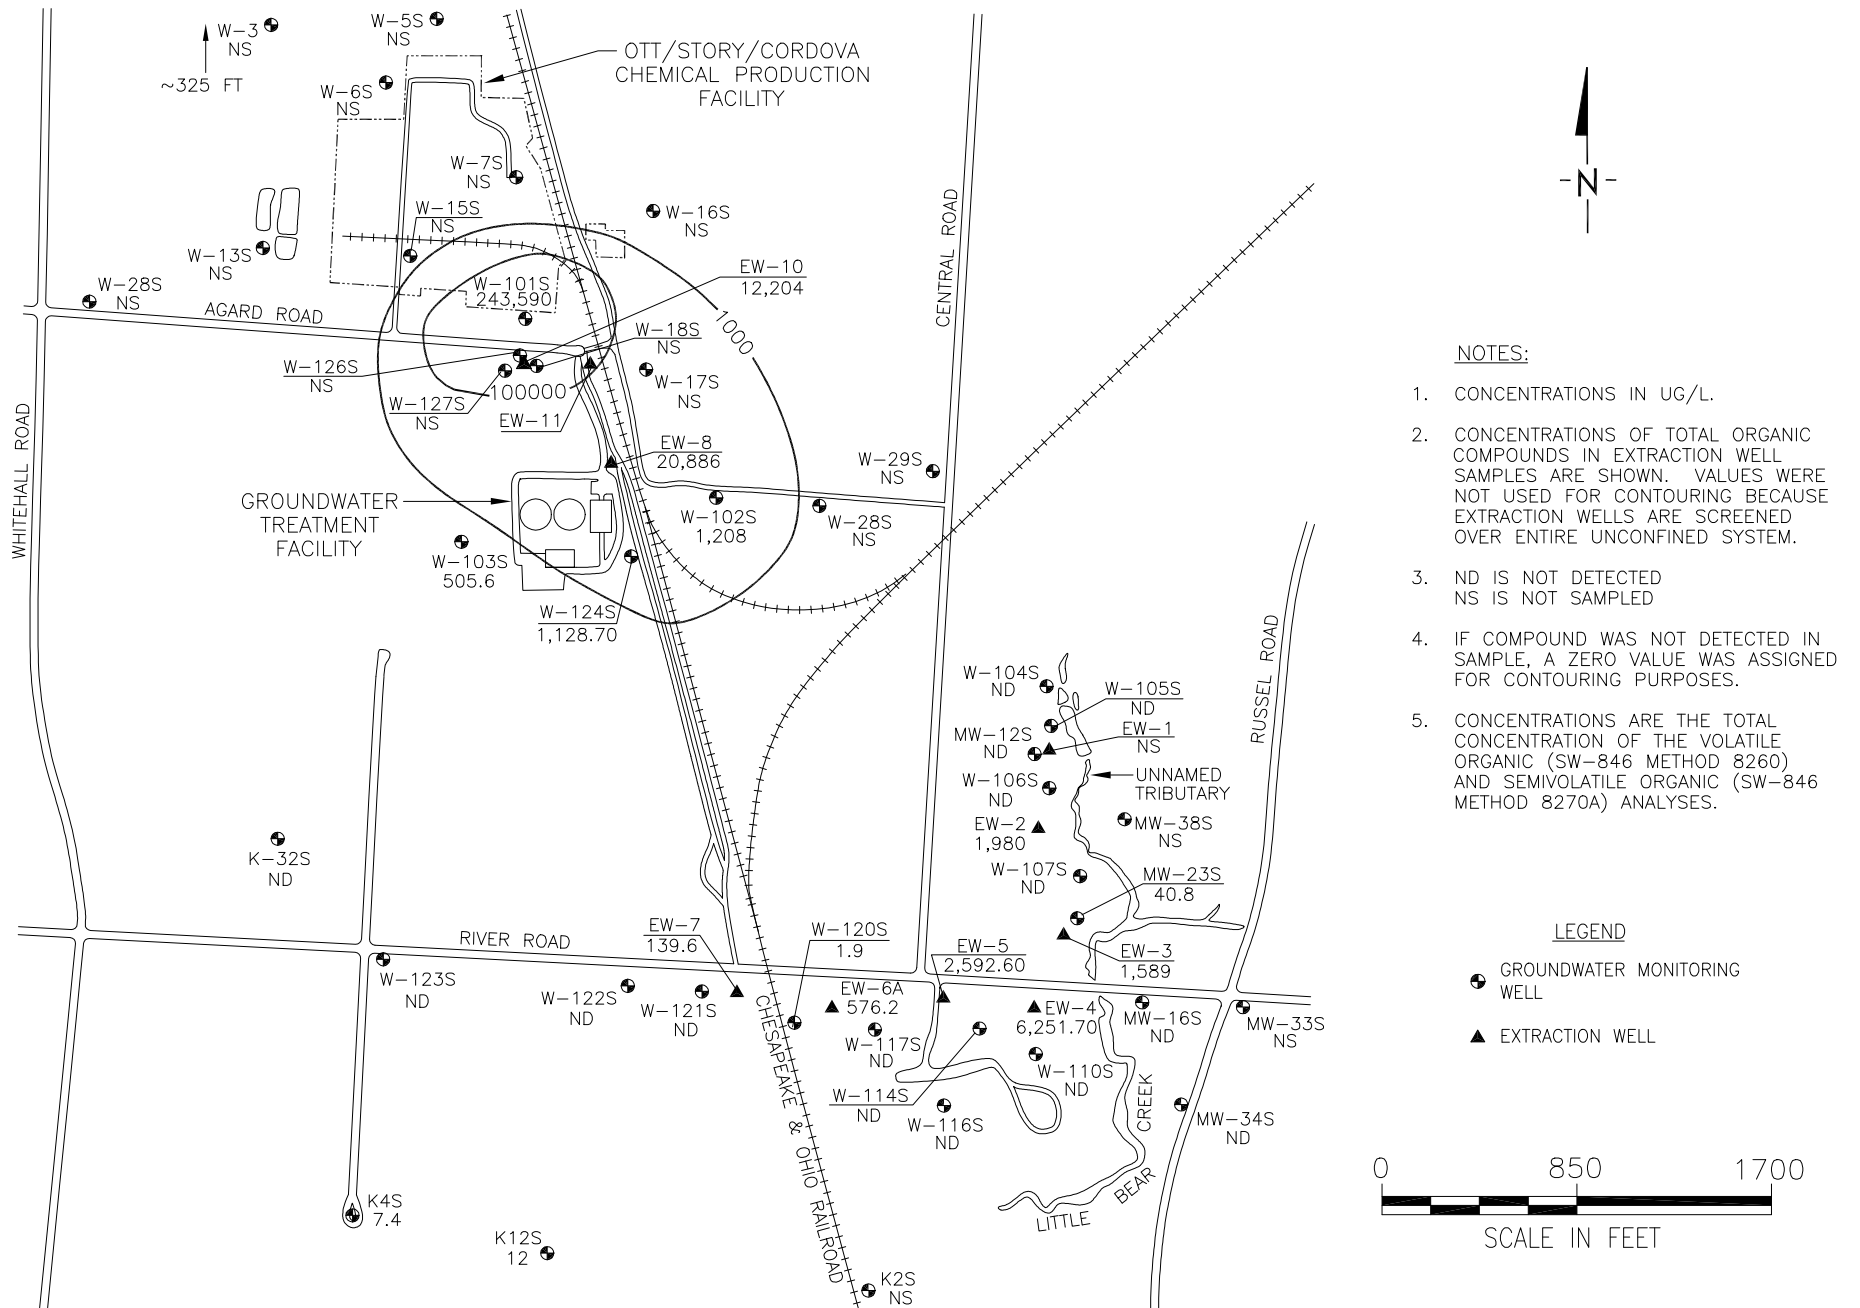 W-3
NS
~325 FT
W-5S
NS
W-6S
NS
OTT/STORY/CORDOVA
CHEMICAL PRODUCTION
FACILITY
W-7S
NS
W-15S
NS
W-16S
NS
W-13S
NS
W-28S
NS
AGARD ROAD
W-101S
243,590
EW-10
12,204
1000
W-18S
NS
W-126S
NS
W-127S
NS
100000
EW-11
W-17S
NS
EW-8
20,886
CENTRAL ROAD
WHITEHALL ROAD
W-29S
NS
GROUNDWATER
TREATMENT
FACILITY
W-102S
1,208
W-28S
NS
W-103S
505.6
W-124S
1,128.70
RUSSEL ROAD
W-104S
ND
W-105S
ND
MW-12S
ND
EW-1
NS
UNNAMED
TRIBUTARY
W-106S
ND
EW-2
1,980
MW-38S
NS
K-32S
ND
W-107S
ND
MW-23S
40.8
RIVER ROAD
EW-7
139.6
W-120S
1.9
EW-5
2,592.60
EW-3
1,589
W-123S
ND
W-122S
ND
W-121S
ND
EW-6A
576.2
EW-4
6,251.70
MW-16S
ND
MW-33S
NS
W-117S
ND
W-110S
ND
W-114S
ND
W-116S
ND
MW-34S
ND
CHESAPEAKE & OHIO RAILROAD
LITTLE BEAR CREEK
K4S
7.4
K12S
12
K2S
NS
N
NOTES:
1. CONCENTRATIONS IN UG/L.
2. CONCENTRATIONS OF TOTAL ORGANIC
COMPOUNDS IN EXTRACTION WELL
SAMPLES ARE SHOWN. VALUES WERE
NOT USED FOR CONTOURING BECAUSE
EXTRACTION WELLS ARE SCREENED
OVER ENTIRE UNCONFINED SYSTEM.
3. ND IS NOT DETECTED
NS IS NOT SAMPLED
4. IF COMPOUND WAS NOT DETECTED IN
SAMPLE, A ZERO VALUE WAS ASSIGNED
FOR CONTOURING PURPOSES.
5. CONCENTRATIONS ARE THE TOTAL
CONCENTRATION OF THE VOLATILE
ORGANIC (SW-846 METHOD 8260)
AND SEMIVOLATILE ORGANIC (SW-846
METHOD 8270A) ANALYSES.
LEGEND
GROUNDWATER MONITORING
WELL
EXTRACTION WELL
0 850 1700
SCALE IN FEET